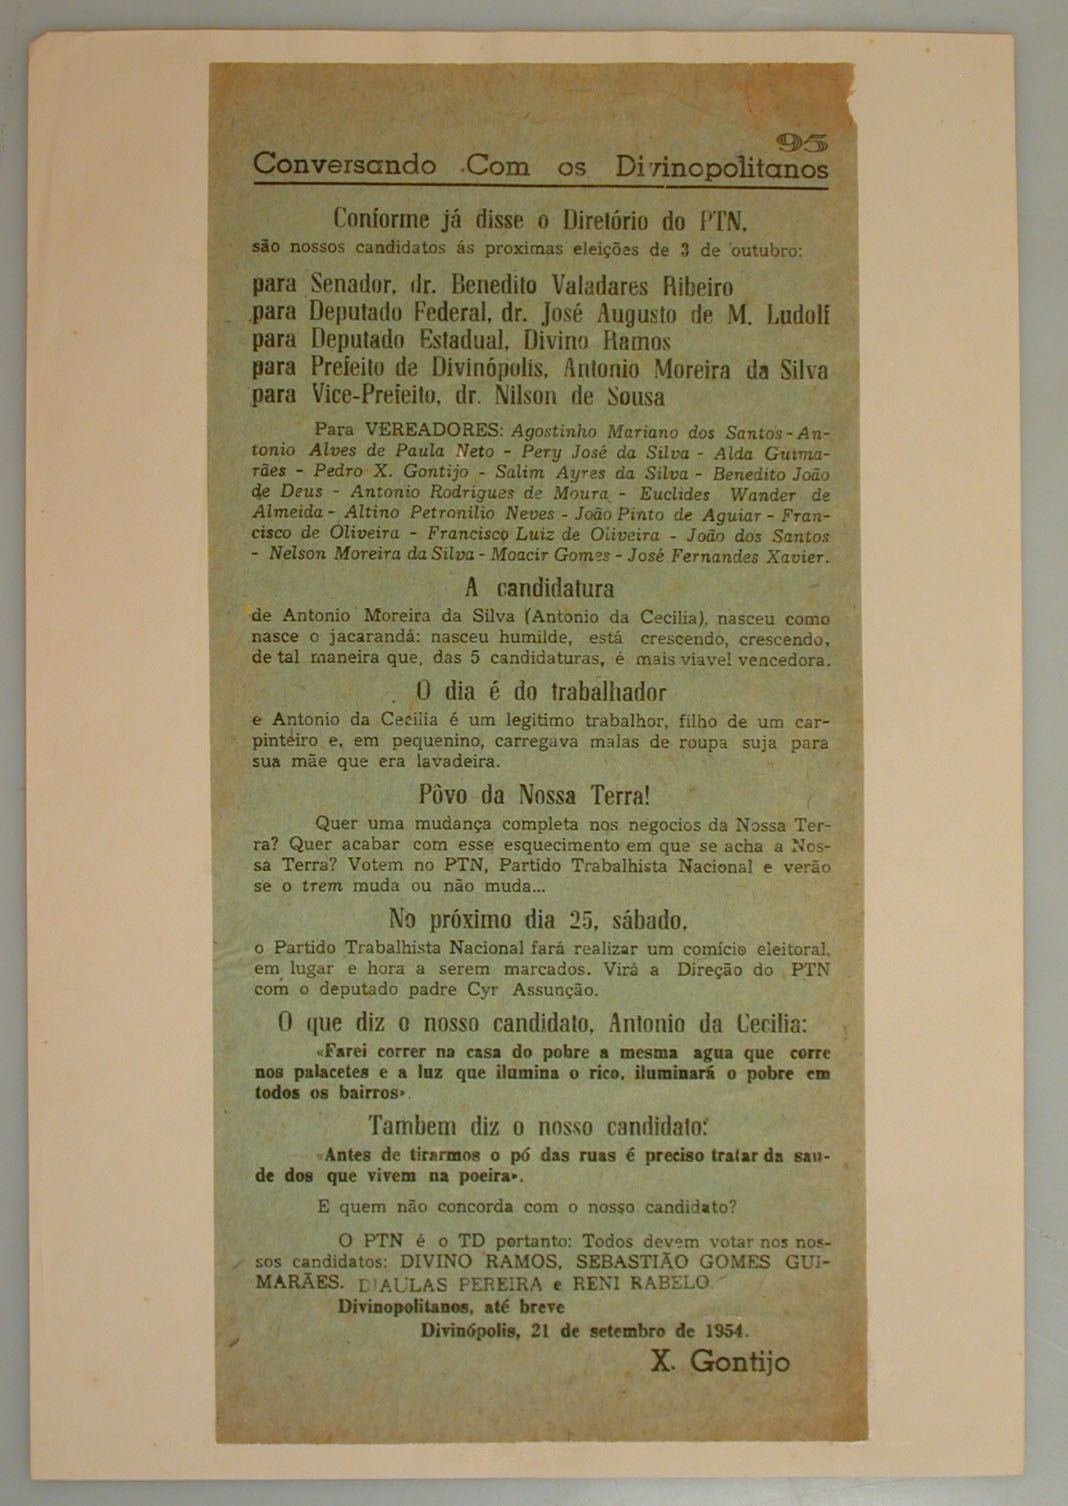 95
Conversando Com os Divinopolitanos
Conforme já disse o Diretório do PTN,
são nossos candidatos ás proximas eleições de 3 de outubro:
para Senador, dr. Benedito Valadares Ribeiro
para Deputado Federal, dr. José Augusto de M. Ludolf
para Deputado Estadual, Divino Ramos
para Prefeito de Divinópolis, Antonio Moreira da Silva
para Vice-Prefeito, dr. Nilson de Sousa
Para VEREADORES: Agostinho Mariano dos Santos - An-
tonio Alves de Paula Neto - Pery José da Silva - Alda Guima-
rães - Pedro X. Gontijo - Salim Ayres da Silva - Benedito João
de Deus - Antonio Rodrigues de Moura - Euclides Wander de
Almeida - Altino Petronilio Neves - João Pinto de Aguiar - Fran-
cisco de Oliveira - Francisco Luiz de Oliveira - João dos Santos
- Nelson Moreira da Silva - Moacir Gomes - José Fernandes Xavier.
A candidatura
de Antonio Moreira da Silva (Antonio da Cecilia), nasceu como
nasce o jacarandá: nasceu humilde, está crescendo, crescendo,
de tal maneira que, das 5 candidaturas, é mais viavel vencedora.
O dia é do trabalhador
e Antonio da Cecilia é um legitimo trabalhor, filho de um car-
pintéiro e, em pequenino, carregava malas de roupa suja para
sua mãe que era lavadeira.
Pôvo da Nossa Terra!
Quer uma mudança completa nos negocios da Nossa Ter-
ra? Quer acabar com esse esquecimento em que se acha a Nos-
sa Terra? Votem no PTN, Partido Trabalhista Nacional e verão
se o trem muda ou não muda...
No próximo dia 25, sábado,
o Partido Trabalhista Nacional fará realizar um comício eleitoral,
em lugar e hora a serem marcados. Virá a Direção do PTN
com o deputado padre Cyr Assunção.
O que diz o nosso candidato, Antonio da Cecilia:
«Farei correr na casa do pobre a mesma agua que corre
nos palacetes e a luz que ilumina o rico, iluminará o pobre em
todos os bairros».
Tambem diz o nosso candidato:
«Antes de tirarmos o pó das ruas é preciso tratar da sau-
de dos que vivem na poeira».
E quem não concorda com o nosso candidato?
O PTN é o TD portanto: Todos devem votar nos nos-
sos candidatos: DIVINO RAMOS, SEBASTIÃO GOMES GUI-
MARÃES, D'AULAS PEREIRA e RENI RABELO.
Divinopolitanos, até breve
Divinópolis, 21 de setembro de 1954.
X. Gontijo